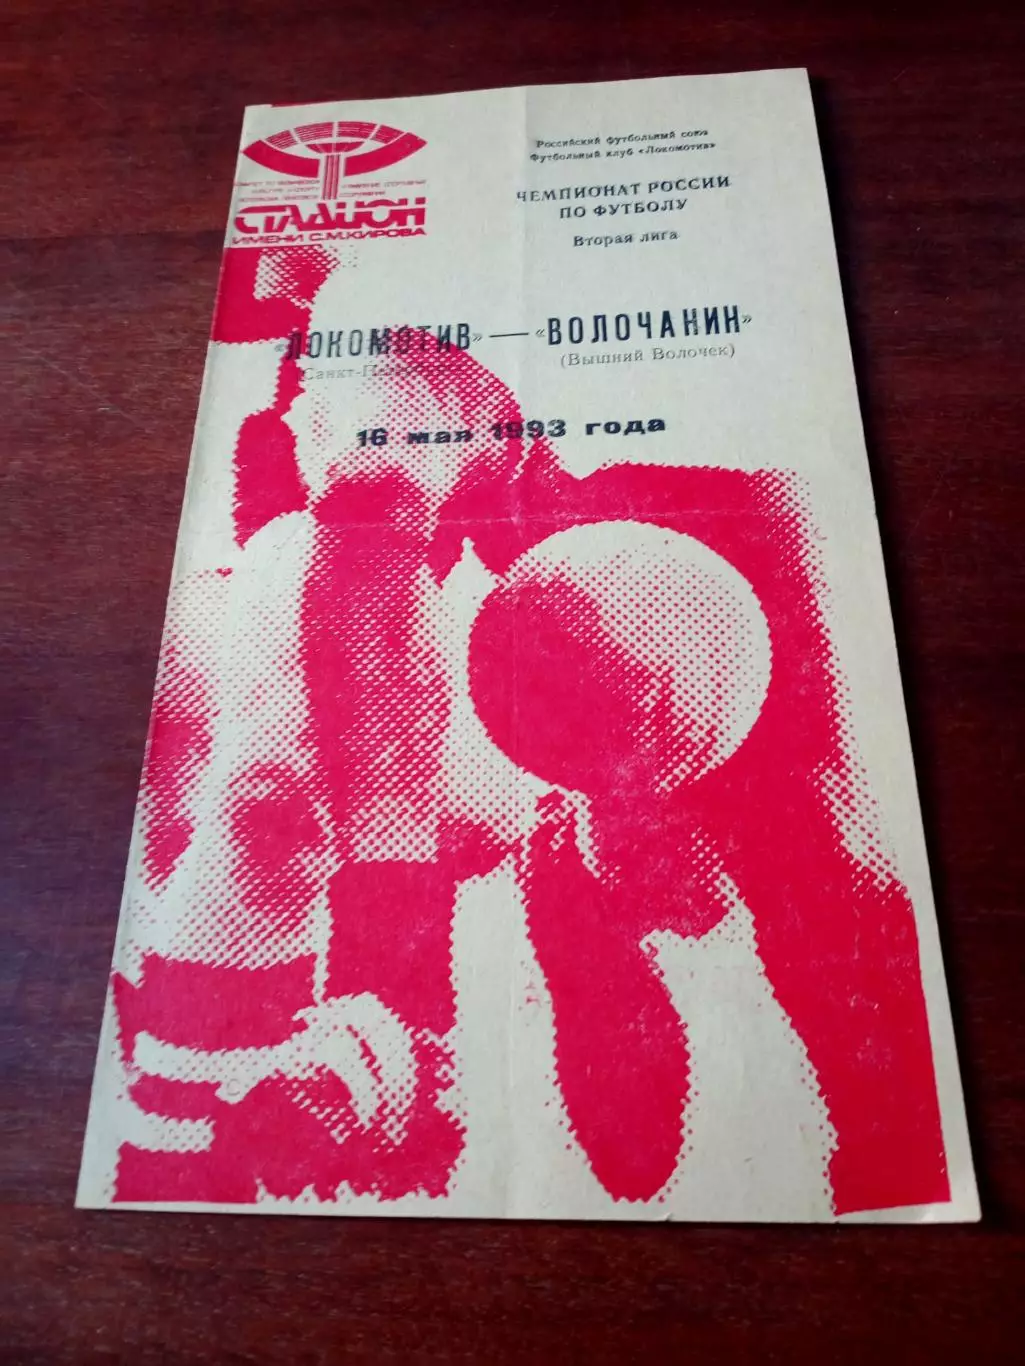 СТАДИОН
ИМЕНИ С.М.КИРОВА
Российский футбольный союз
Футбольный клуб «Локомотив»
ЧЕМПИОНАТ РОССИИ
ПО ФУТБОЛУ
Вторая лига
«ЛОКОМОТИВ» — «ВОЛОЧАНИН»
(Вышний Волочек)
16 мая 1993 года